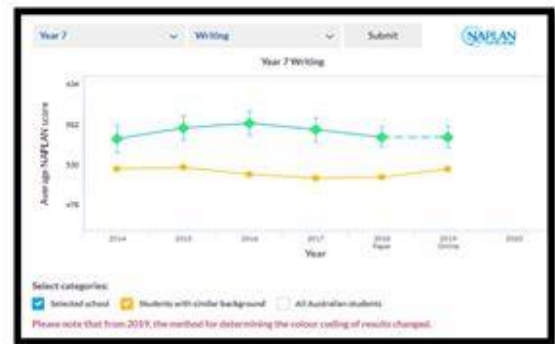 Year 7 Writing Submit NAPLAN
Year 7 Writing
Average NAPLAN score
2014 2015 2016 2017 2018 2019 2020
Paper Online
Year
Select categories:
Selected school Students with similar background All Australian students
Please note that from 2019, the method for determining the colour coding of results changed.